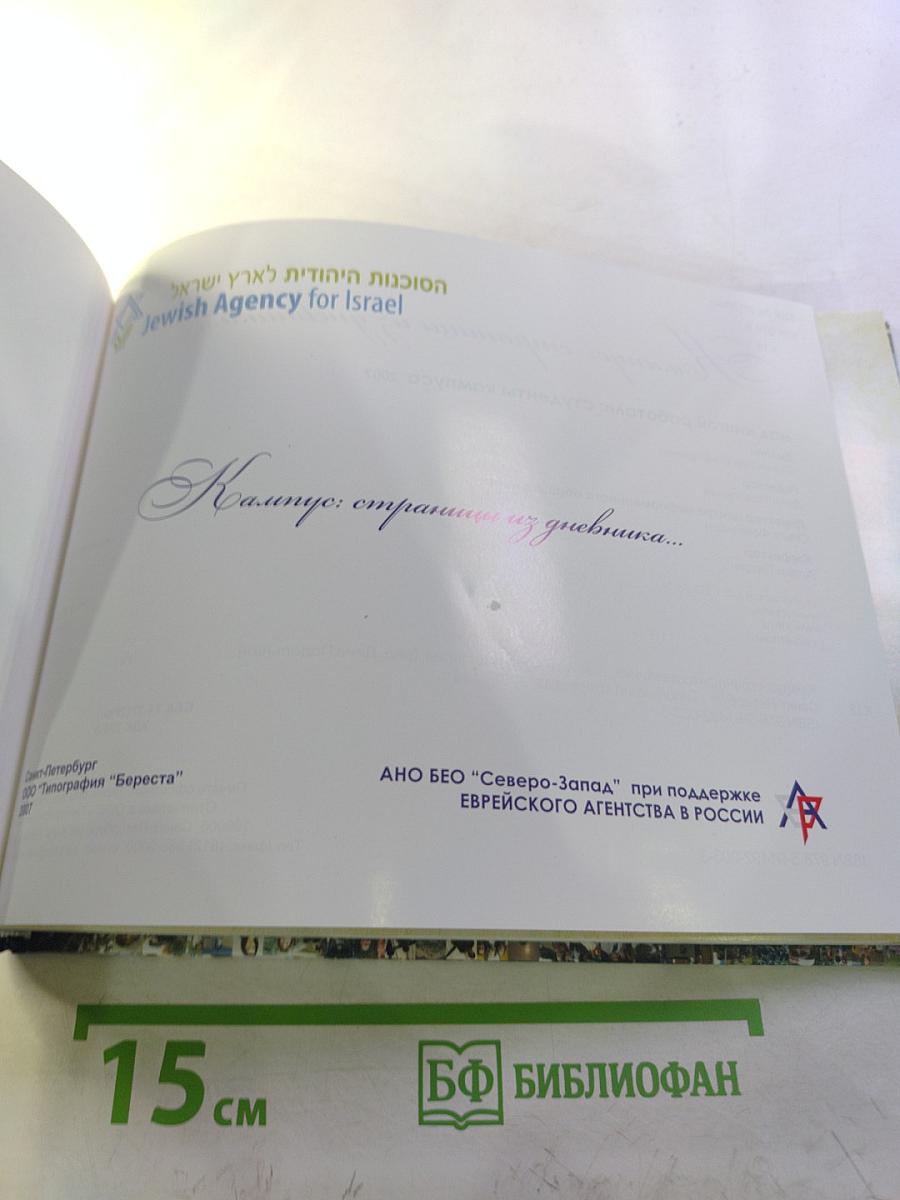 הסוכנות היהודית לארץ ישראל
Jewish Agency for Israel
Кампус: страницы из дневника...
Санкт-Петербург
ООО "Типография "Береста"
2007
АНО БЕО "Северо-Запад" при поддержке
ЕВРЕЙСКОГО АГЕНТСТВА В РОССИИ
15 см
БФ БИБЛИОФАН